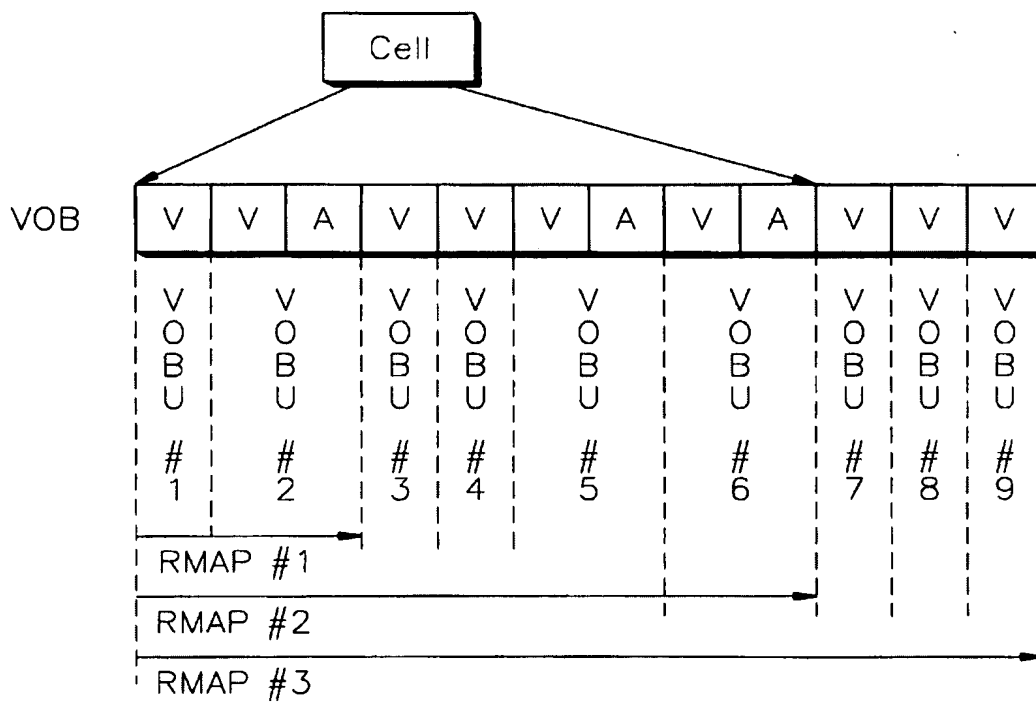 Cell
VOB V V A V V V A V A V V V
VOBU #1
VOBU #2
VOBU #3
VOBU #4
VOBU #5
VOBU #6
VOBU #7
VOBU #8
VOBU #9
RMAP #1
RMAP #2
RMAP #3